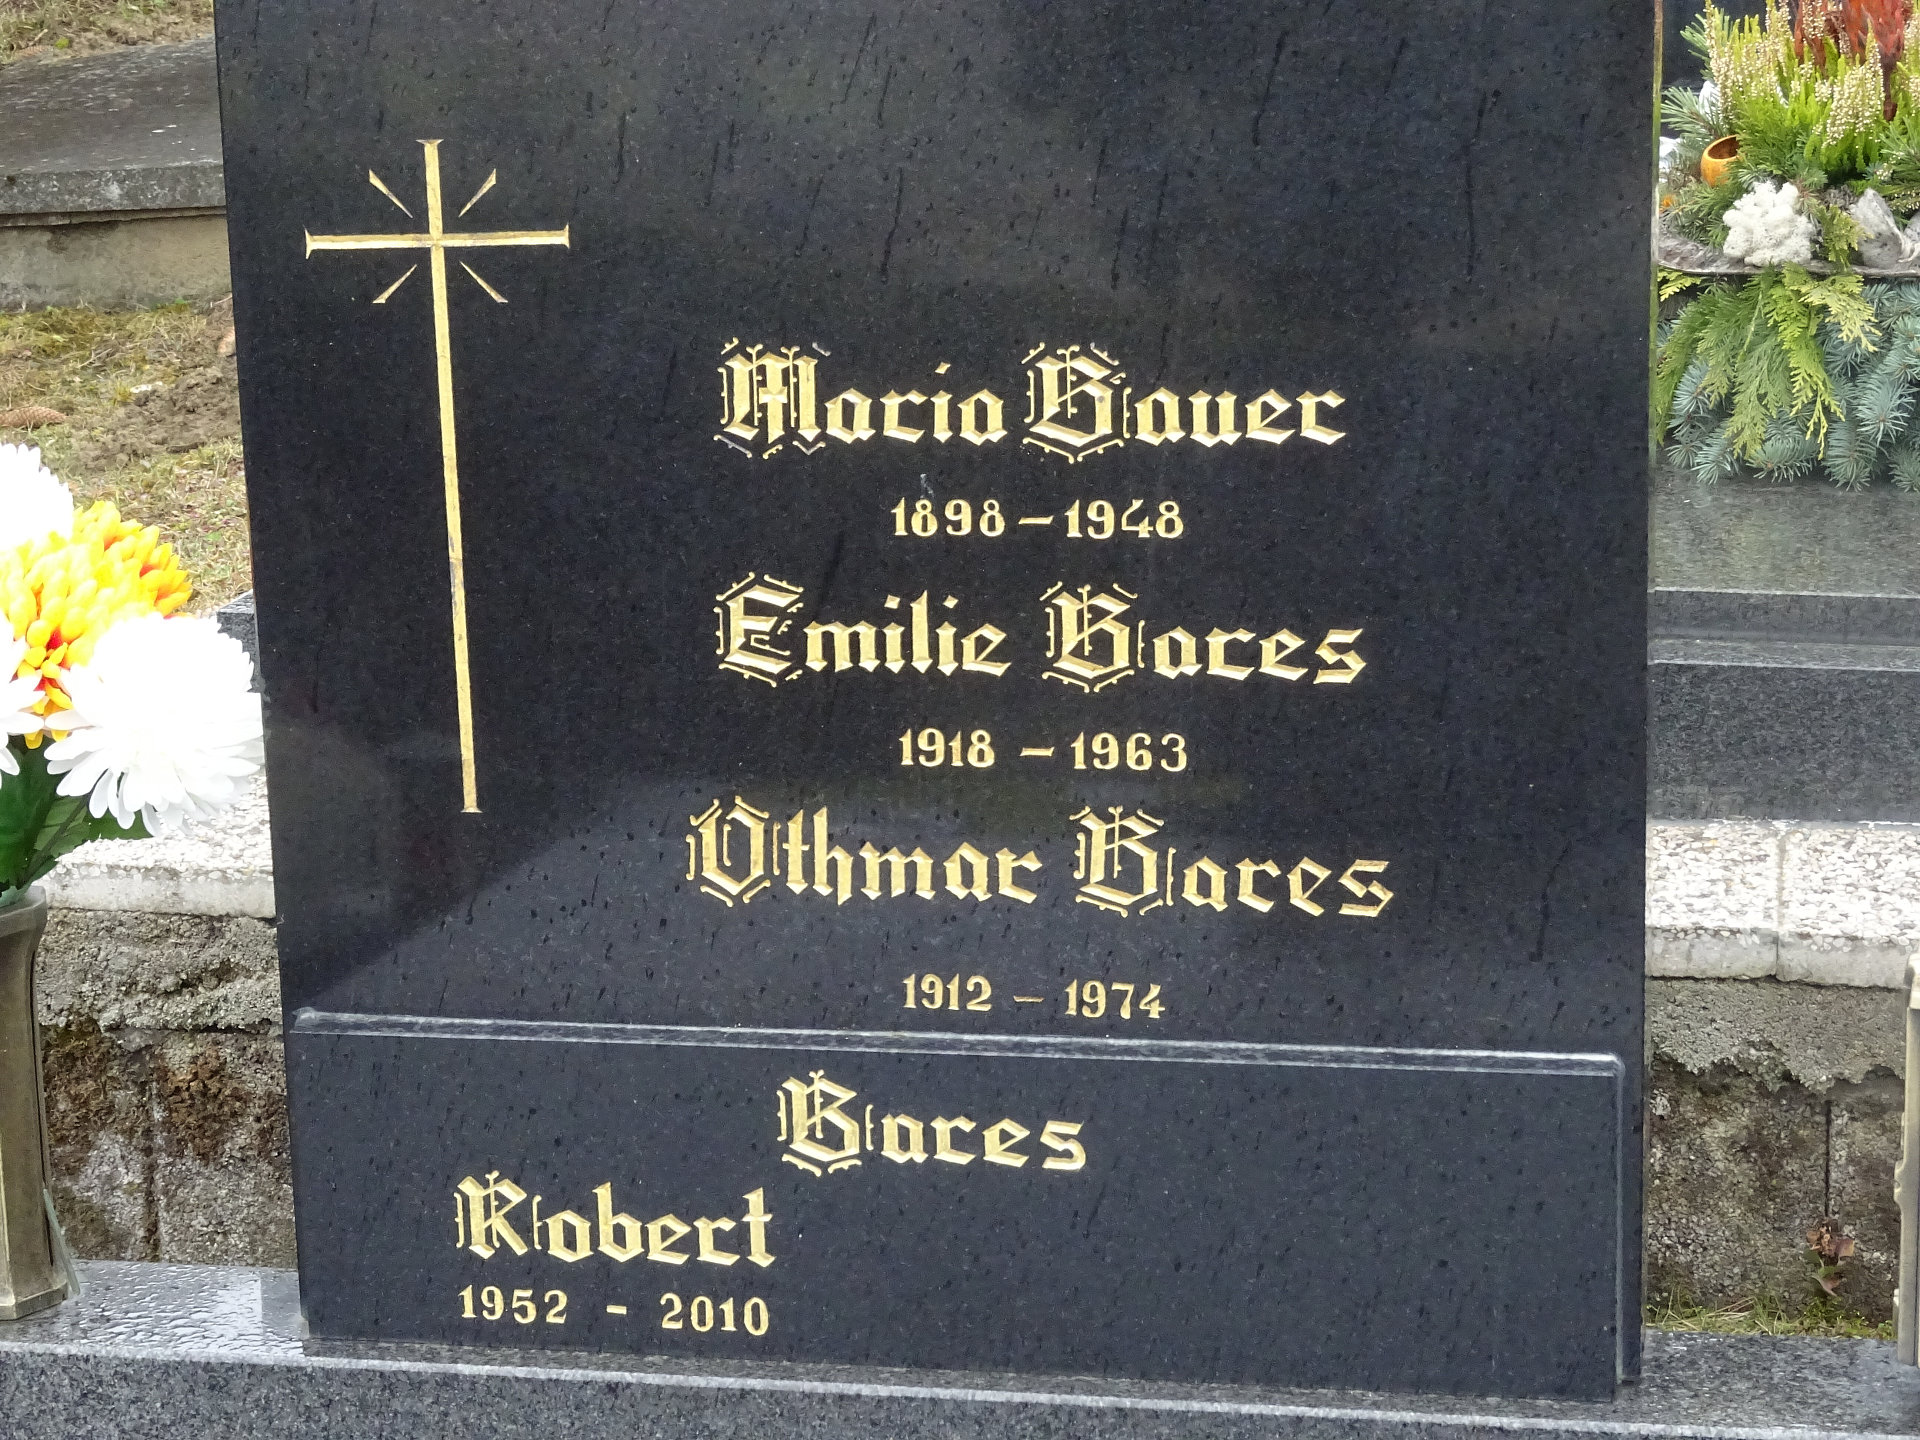 Maria Bauer
1898 – 1948
Emilie Bares
1918 – 1963
Othmar Bares
1912 – 1974
Bares
Robert
1952 - 2010